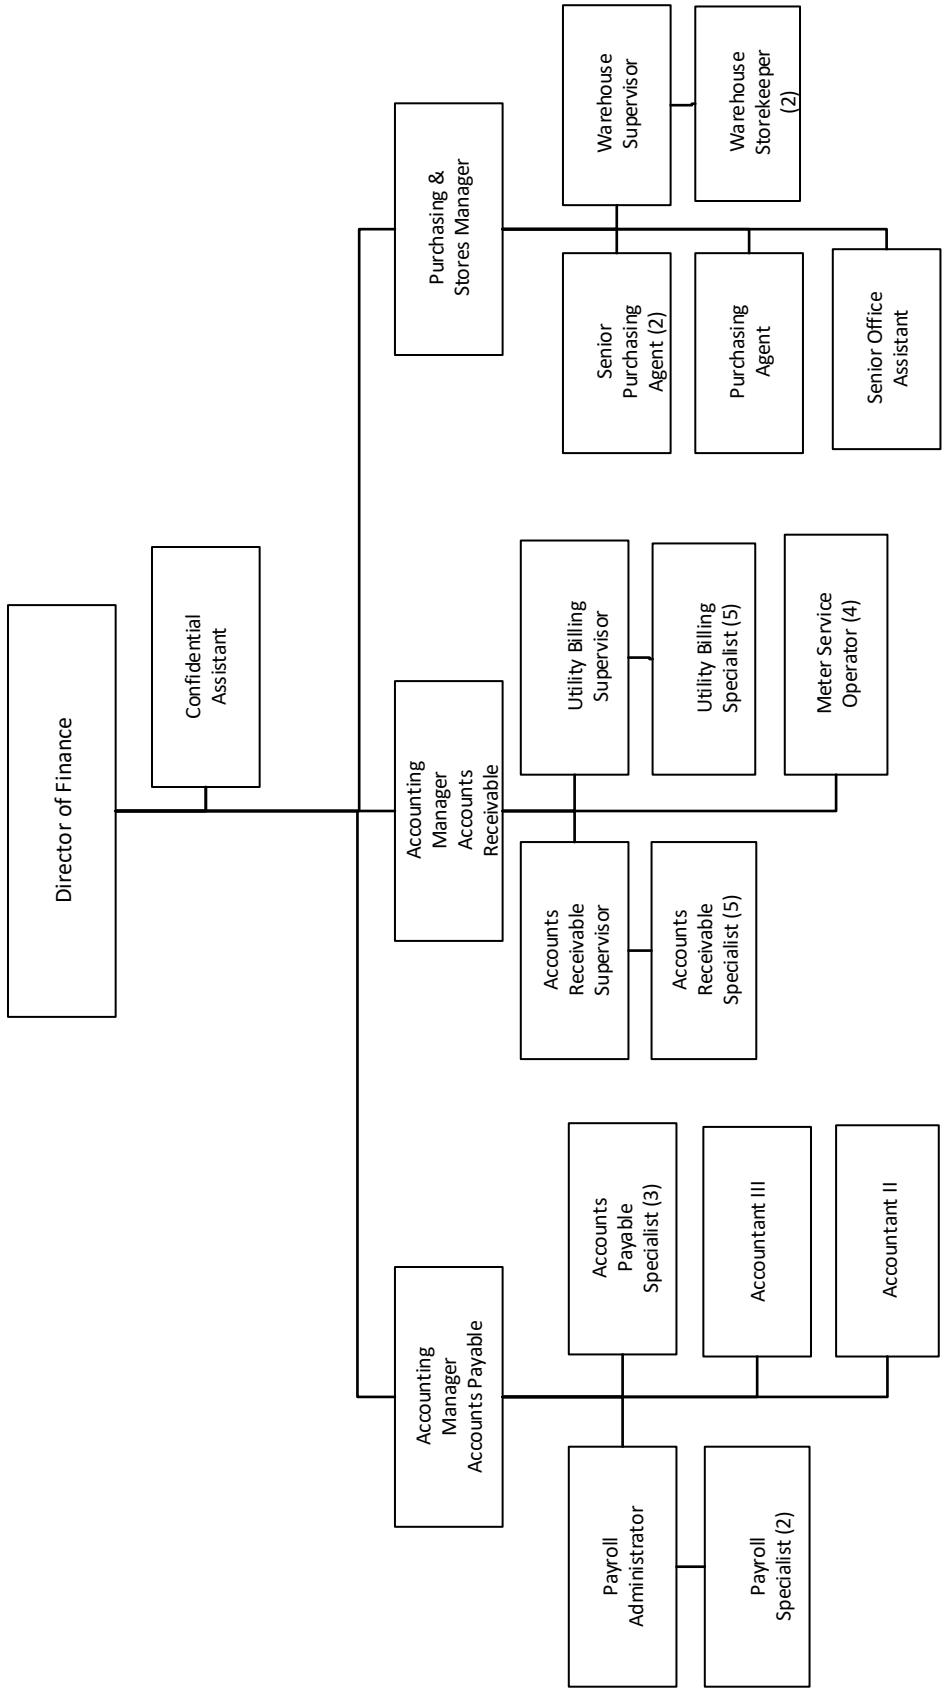 Director of Finance
Confidential
Assistant
Accounting
Manager
Accounts Payable
Accounting
Manager
Accounts
Receivable
Purchasing &
Stores Manager
Payroll
Administrator
Payroll
Specialist (2)
Accounts
Payable
Specialist (3)
Accountant III
Accountant II
Accounts
Receivable
Supervisor
Accounts
Receivable
Specialist (5)
Utility Billing
Supervisor
Utility Billing
Specialist (5)
Meter Service
Operator (4)
Senior
Purchasing
Agent (2)
Purchasing
Agent
Senior Office
Assistant
Warehouse
Supervisor
Warehouse
Storekeeper
(2)